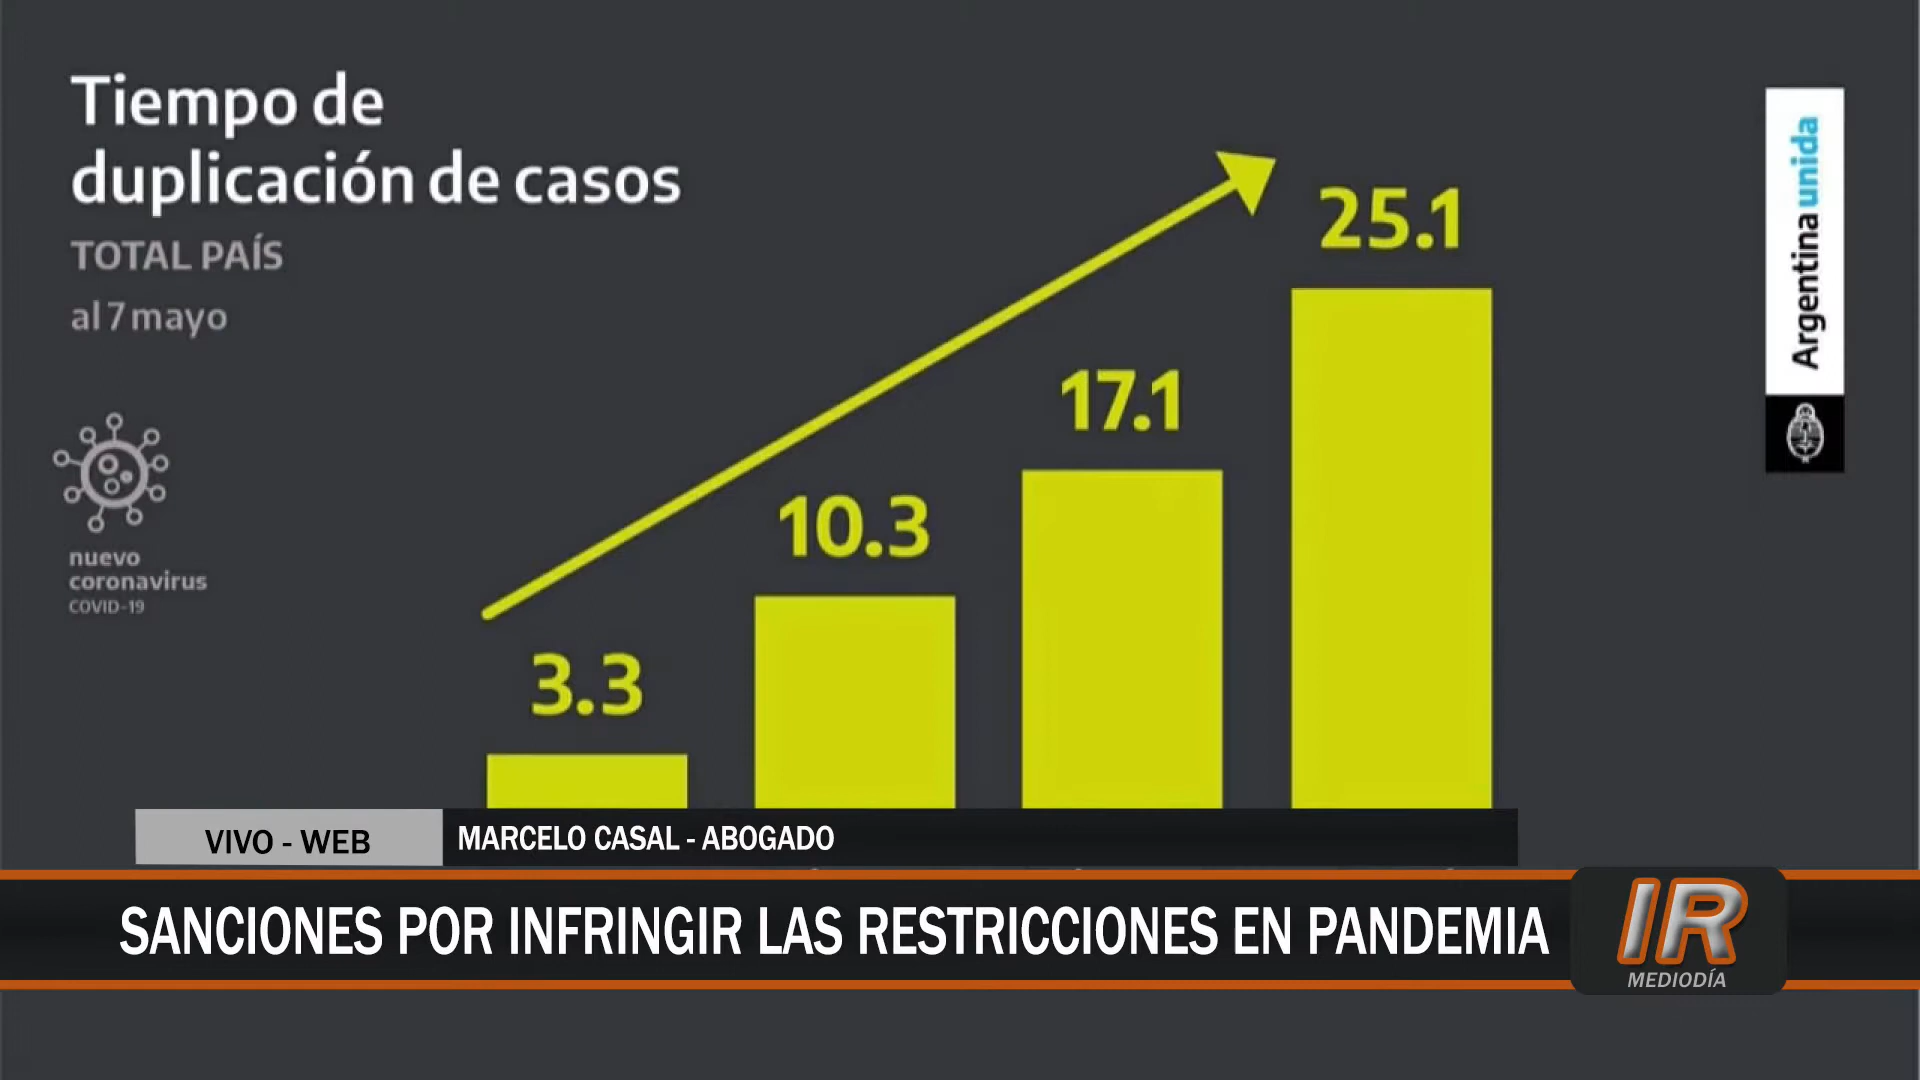 Tiempo de
duplicación de casos
TOTAL PAÍS
al 7 mayo
nuevo
coronavirus
COVID-19
3.3
10.3
17.1
25.1
Argentina unida
VIVO - WEB
MARCELO CASAL - ABOGADO
SANCIONES POR INFRINGIR LAS RESTRICCIONES EN PANDEMIA
IR
MEDIODÍA